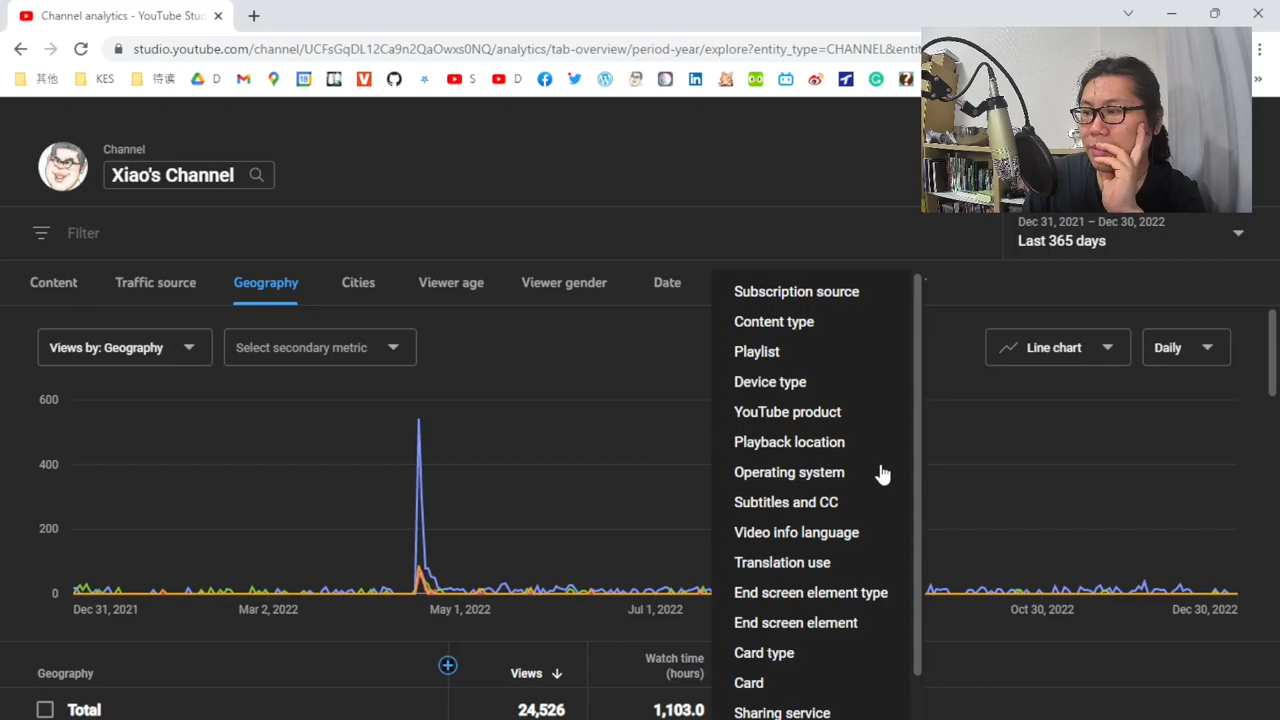 Channel analytics - YouTube Stud
studio.youtube.com/channel/UCFsGqDL12Ca9n2QaOwxs0NQ/analytics/tab-overview/period-year/explore?entity_type=CHANNEL&enti
其他 KES 待读 D S D
Channel
Xiao's Channel
Filter
Dec 31, 2021 – Dec 30, 2022
Last 365 days
Content Traffic source Geography Cities Viewer age Viewer gender Date
Subscription source
Content type
Playlist
Device type
YouTube product
Playback location
Operating system
Subtitles and CC
Video info language
Translation use
End screen element type
End screen element
Card type
Card
Sharing service
Views by: Geography Select secondary metric Line chart Daily
600
400
200
0
Dec 31, 2021 Mar 2, 2022 May 1, 2022 Jul 1, 2022 Oct 30, 2022 Dec 30, 2022
Geography Views Watch time (hours)
Total 24,526 1,103.0